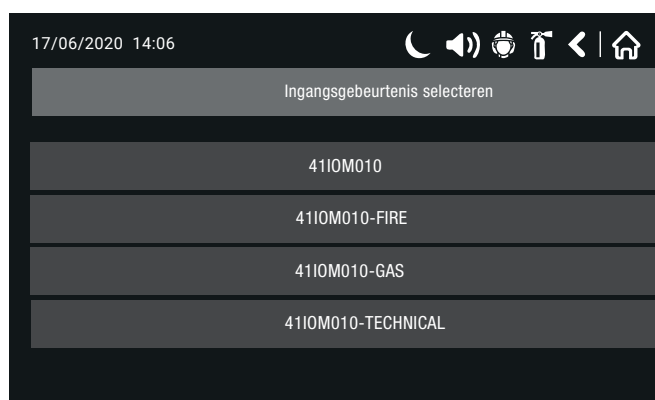 17/06/2020 14:06
Ingangsgebeurtenis selecteren
41IOM010
41IOM010-FIRE
41IOM010-GAS
41IOM010-TECHNICAL